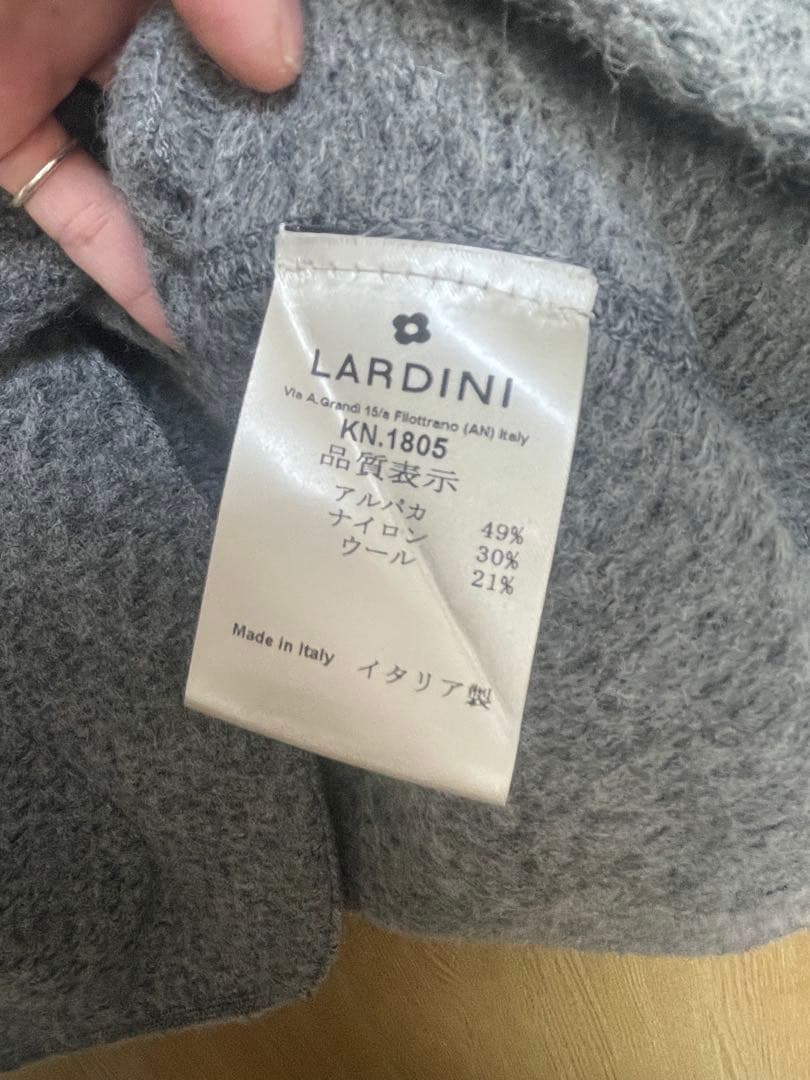 LARDINI
Via A.Grandi 15/a Filottrano (AN) Italy
KN.1805
品質表示
アルパカ 49%
ナイロン 30%
ウール 21%
Made in Italy イタリア製